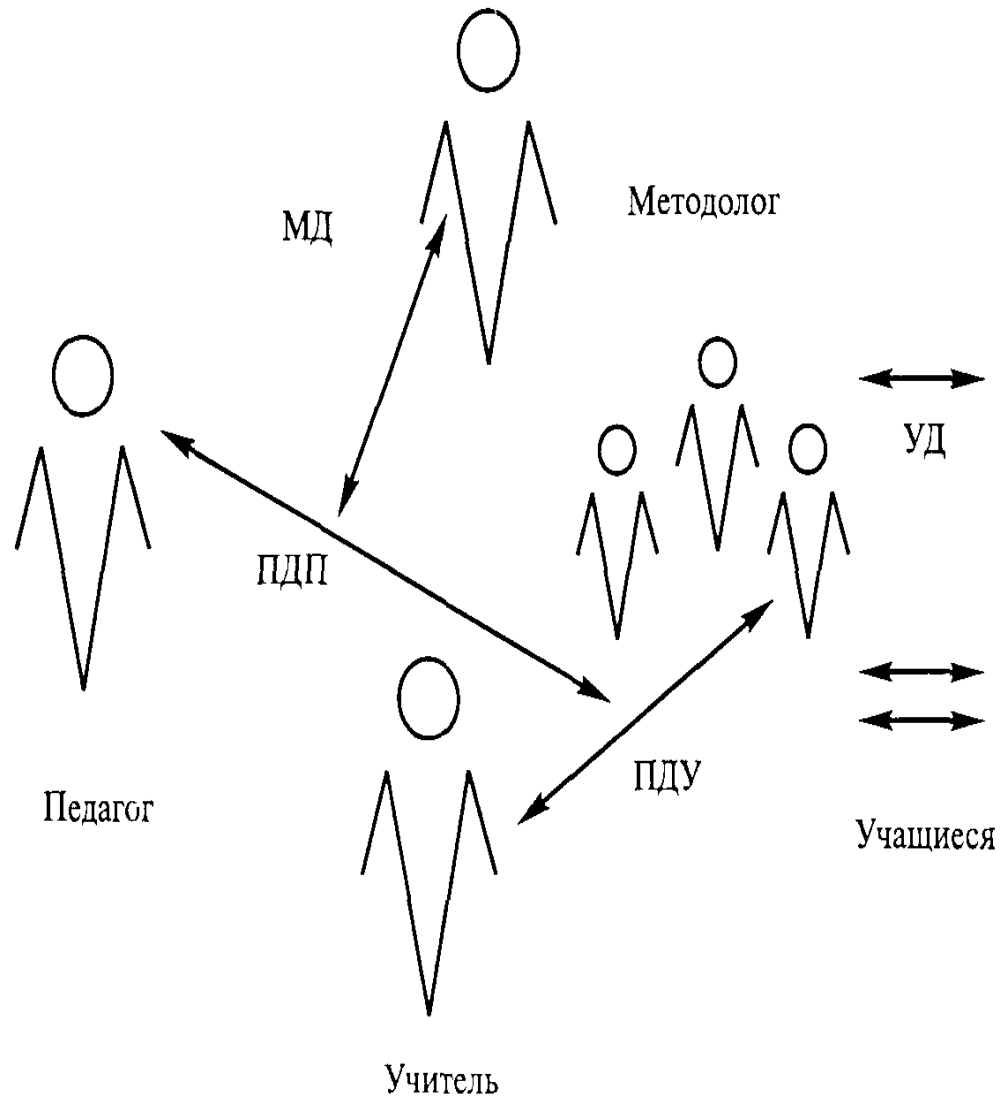 МД
Методолог
УД
ПДП
ПДУ
Педагог
Учащиеся
Учитель